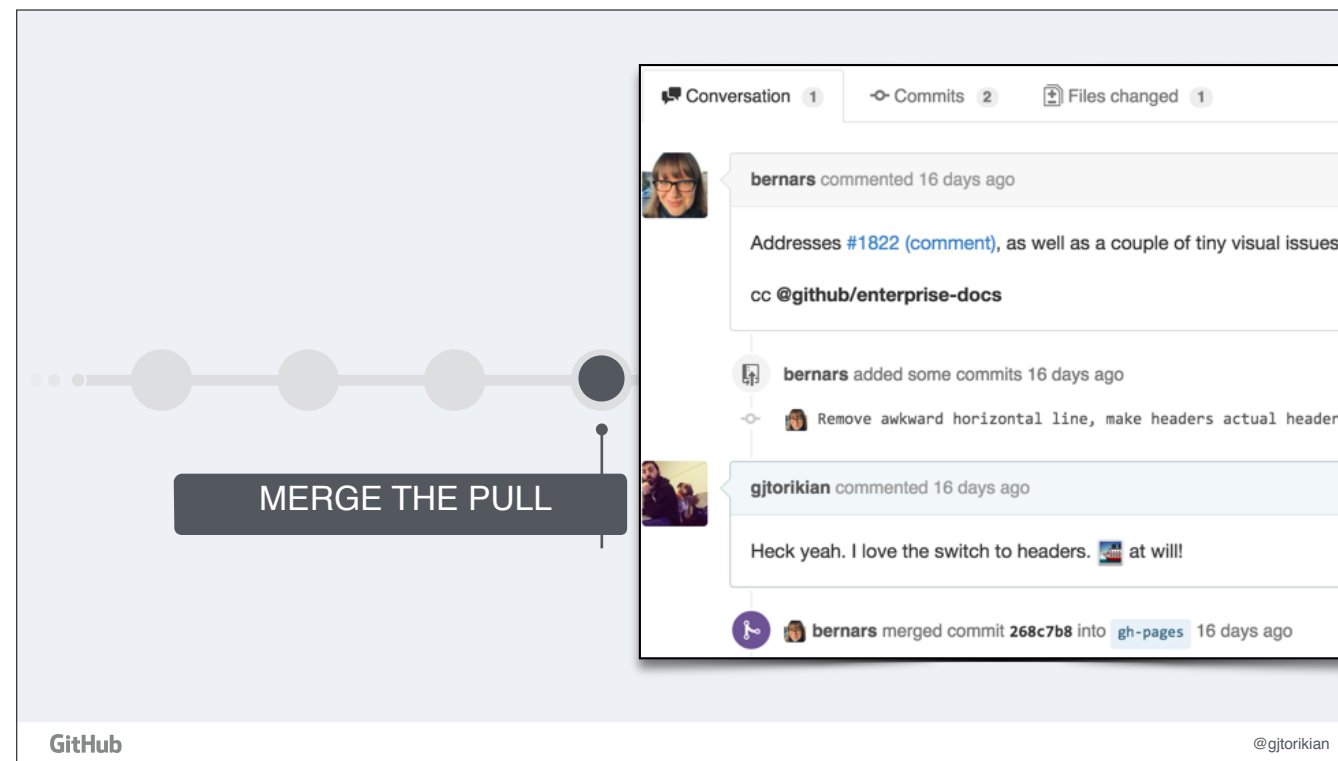 Conversation 1 Commits 2 Files changed 1
bernars commented 16 days ago
Addresses #1822 (comment), as well as a couple of tiny visual issues
cc @github/enterprise-docs
bernars added some commits 16 days ago
Remove awkward horizontal line, make headers actual header
MERGE THE PULL
gjtorikian commented 16 days ago
Heck yeah. I love the switch to headers. at will!
bernars merged commit 268c7b8 into gh-pages 16 days ago
GitHub
@gjtorikian